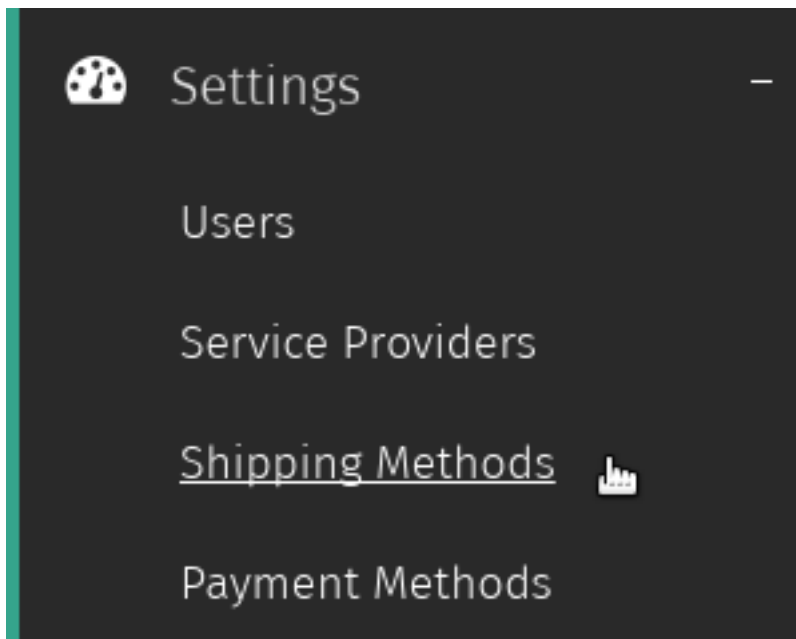 Settings
Users
Service Providers
Shipping Methods
Payment Methods